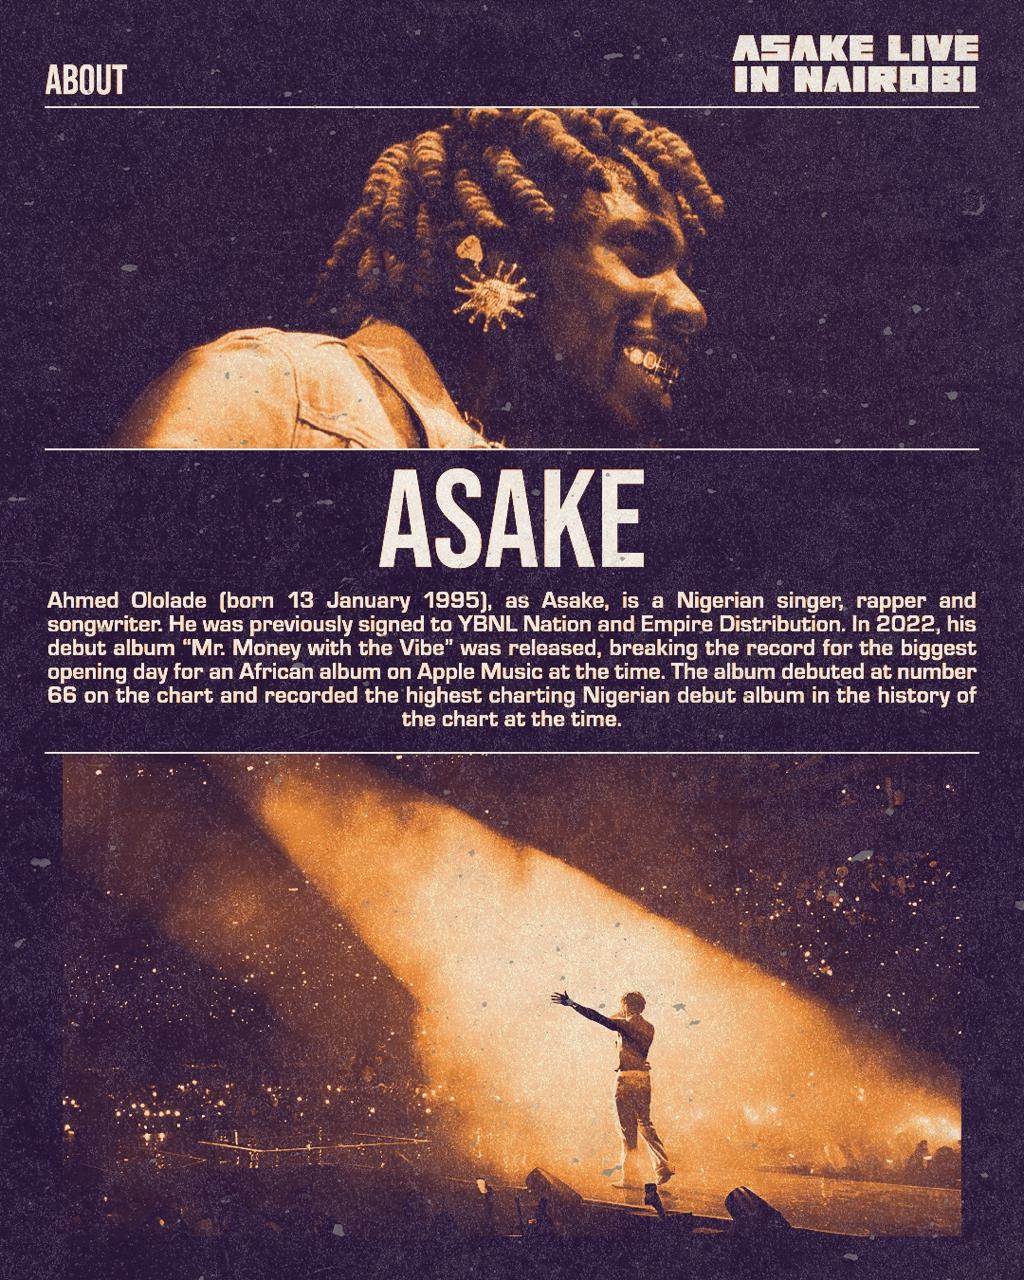 ABOUT
ASAKE LIVE
IN NAIROBI
ASAKE
Ahmed Ololade (born 13 January 1995), as Asake, is a Nigerian singer, rapper and
songwriter. He was previously signed to YBNL Nation and Empire Distribution. In 2022, his
debut album “Mr. Money with the Vibe” was released, breaking the record for the biggest
opening day for an African album on Apple Music at the time. The album debuted at number
66 on the chart and recorded the highest charting Nigerian debut album in the history of
the chart at the time.